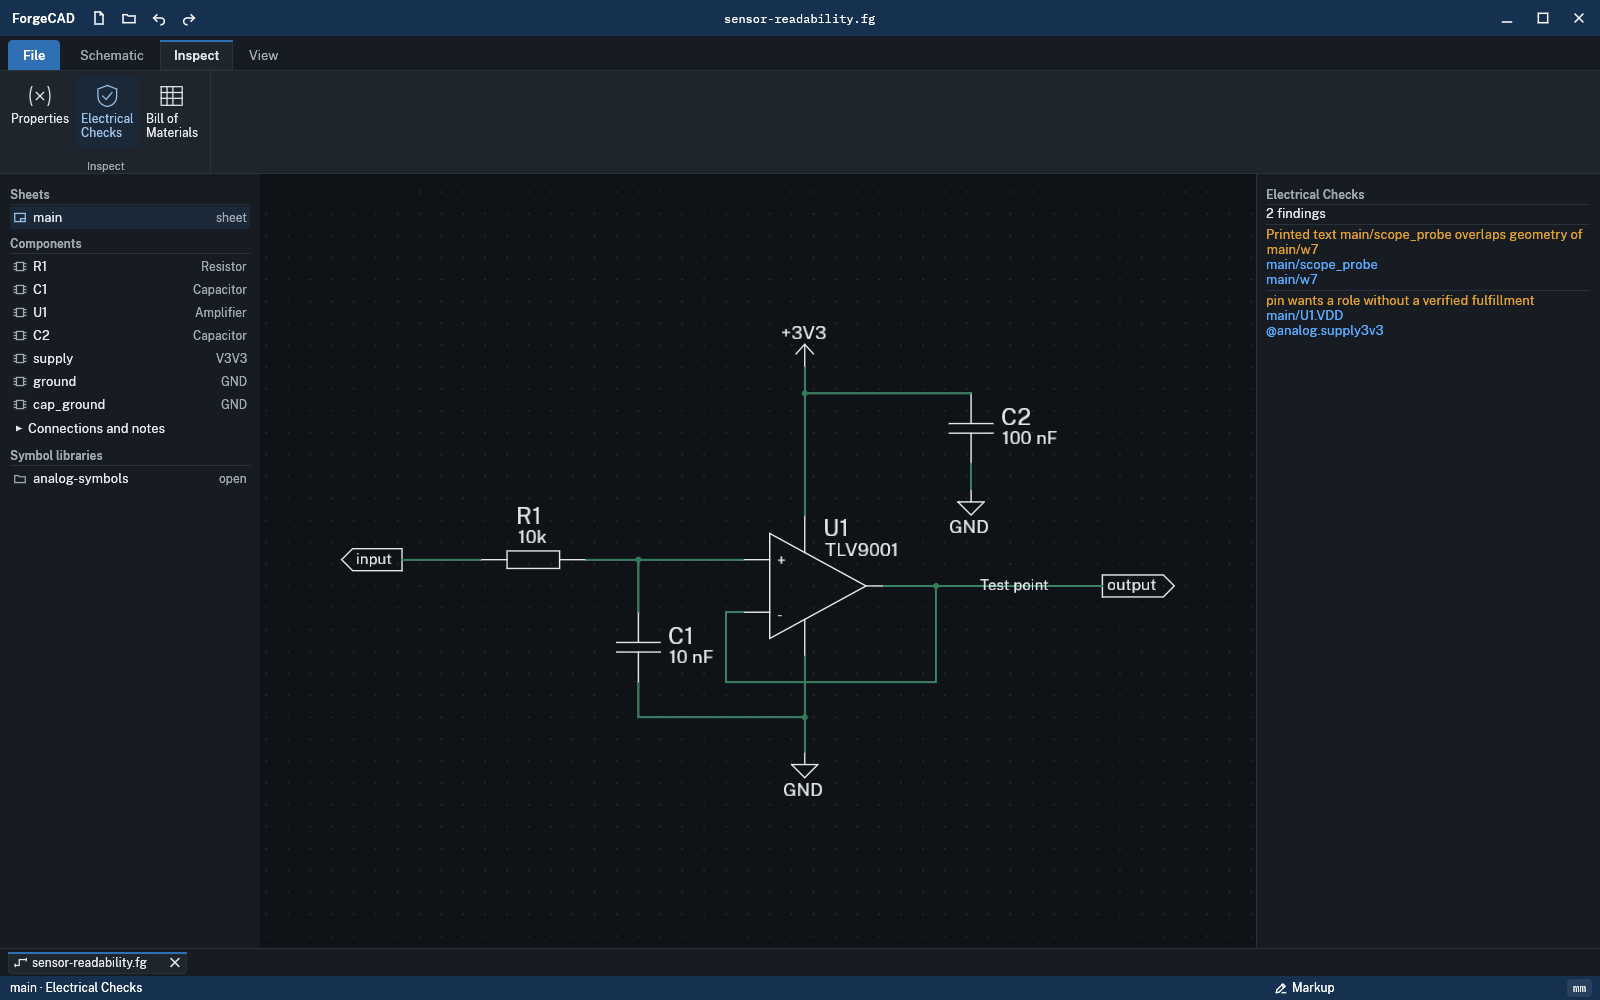 ForgeCAD
sensor-readability.fg
File
Schematic
Inspect
View
Properties
Electrical
Checks
Bill of
Materials
Inspect
Sheets
main sheet
Components
R1 Resistor
C1 Capacitor
U1 Amplifier
C2 Capacitor
supply V3V3
ground GND
cap_ground GND
Connections and notes
Symbol libraries
analog-symbols open
+3V3
C2
100 nF
GND
R1
10k
U1
TLV9001
input
+
-
Test point
output
C1
10 nF
GND
Electrical Checks
2 findings
Printed text main/scope_probe overlaps geometry of
main/w7
main/scope_probe
main/w7
pin wants a role without a verified fulfillment
main/U1.VDD
@analog.supply3v3
sensor-readability.fg
main · Electrical Checks
Markup
mm